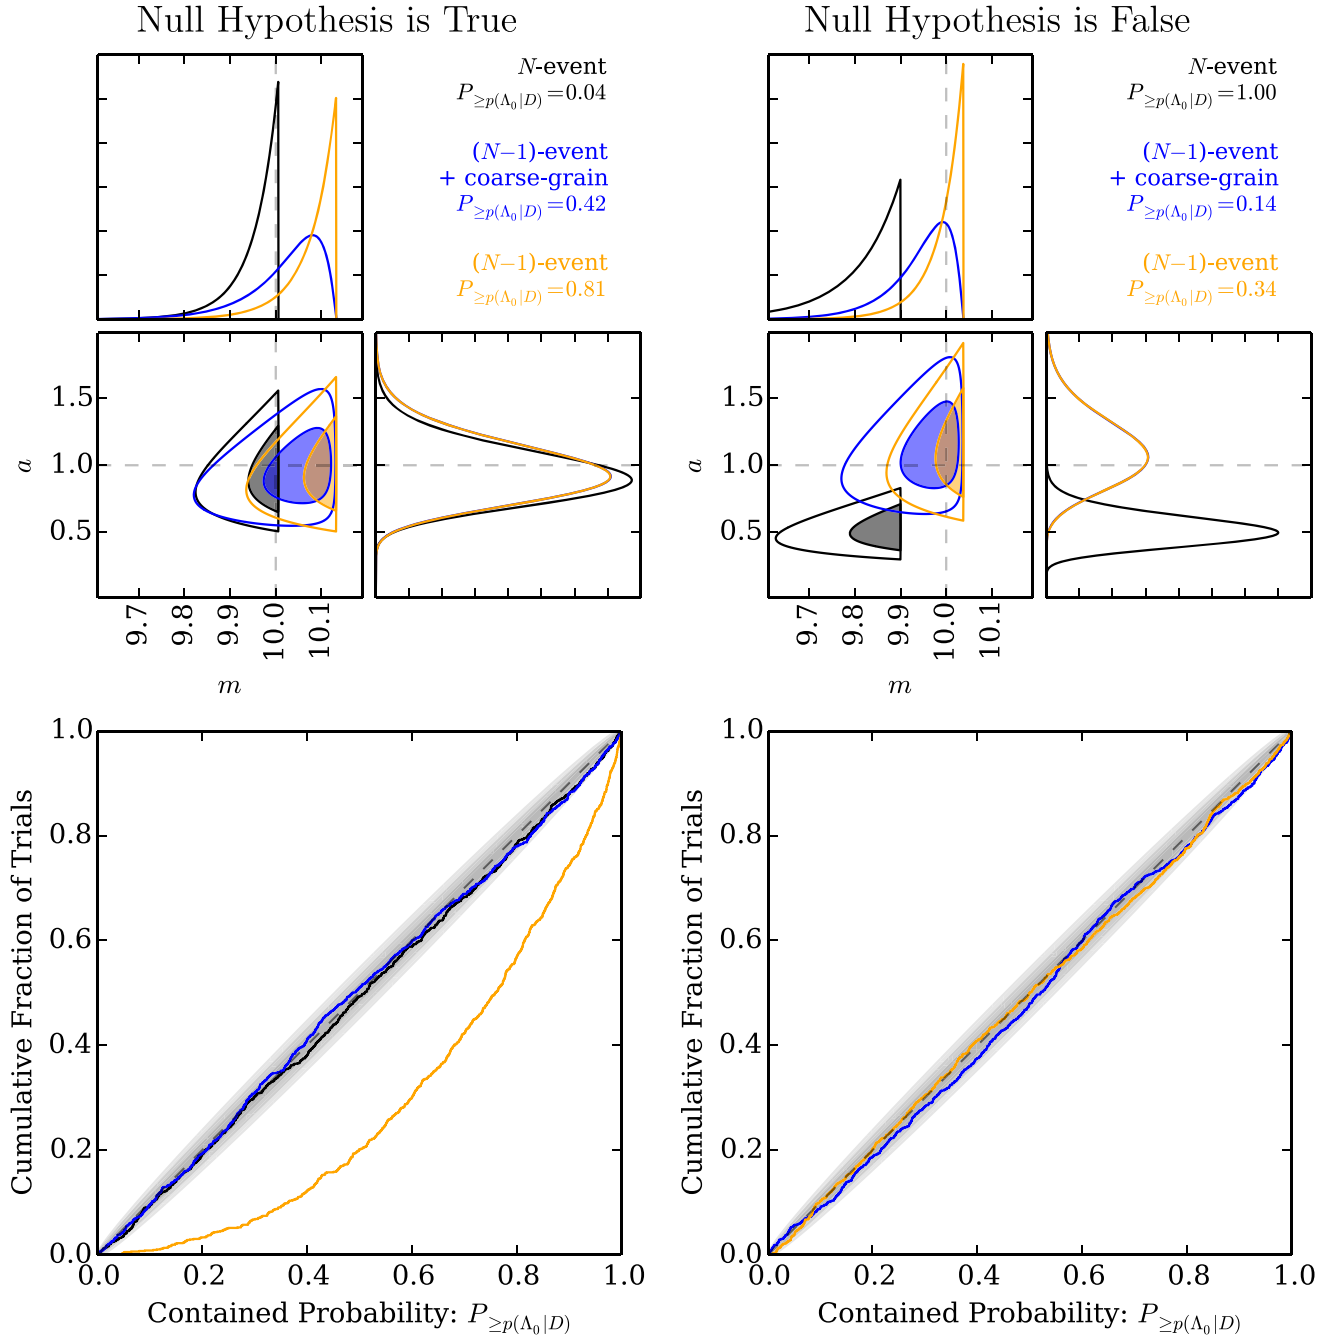 Null Hypothesis is True
N-event
P≥p(Λ0|D)=0.04
(N−1)-event
+ coarse-grain
P≥p(Λ0|D)=0.42
(N−1)-event
P≥p(Λ0|D)=0.81
1.5
1.0
0.5
a
9.7
9.8
9.9
10.0
10.1
m
Null Hypothesis is False
N-event
P≥p(Λ0|D)=1.00
(N−1)-event
+ coarse-grain
P≥p(Λ0|D)=0.14
(N−1)-event
P≥p(Λ0|D)=0.34
1.5
1.0
0.5
a
9.7
9.8
9.9
10.0
10.1
m
1.0
0.8
0.6
0.4
0.2
0.0
Cumulative Fraction of Trials
0.0 0.2 0.4 0.6 0.8 1.0
Contained Probability: P≥p(Λ0|D)
1.0
0.8
0.6
0.4
0.2
0.0
Cumulative Fraction of Trials
0.0 0.2 0.4 0.6 0.8 1.0
Contained Probability: P≥p(Λ0|D)